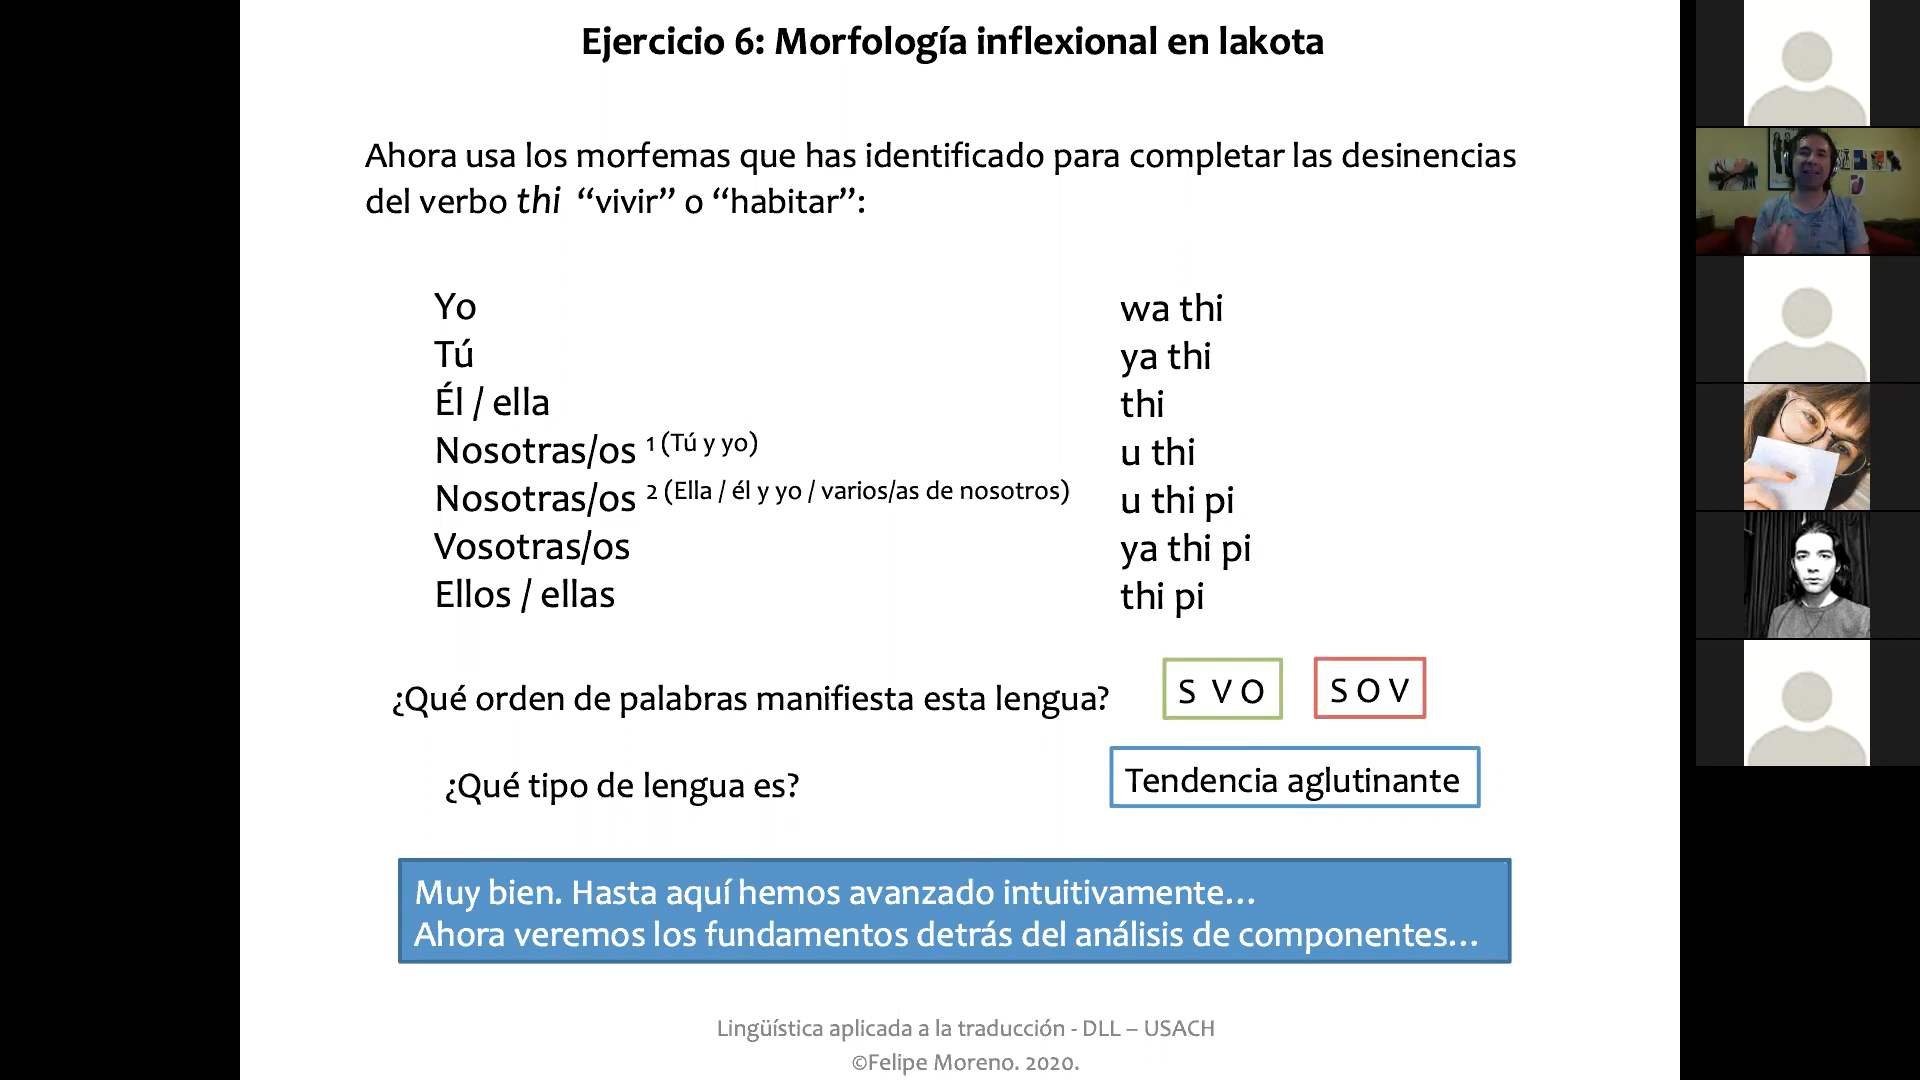 Ejercicio 6: Morfología inflexional en lakota
Ahora usa los morfemas que has identificado para completar las desinencias
del verbo thi “vivir” o “habitar”:
Yo wa thi
Tú ya thi
Él / ella thi
Nosotras/os 1 (Tú y yo) u thi
Nosotras/os 2 (Ella / él y yo / varios/as de nosotros) u thi pi
Vosotras/os ya thi pi
Ellos / ellas thi pi
¿Qué orden de palabras manifiesta esta lengua? S V O S O V
¿Qué tipo de lengua es? Tendencia aglutinante
Muy bien. Hasta aquí hemos avanzado intuitivamente...
Ahora veremos los fundamentos detrás del análisis de componentes...
Lingüística aplicada a la traducción - DLL – USACH
©Felipe Moreno. 2020.